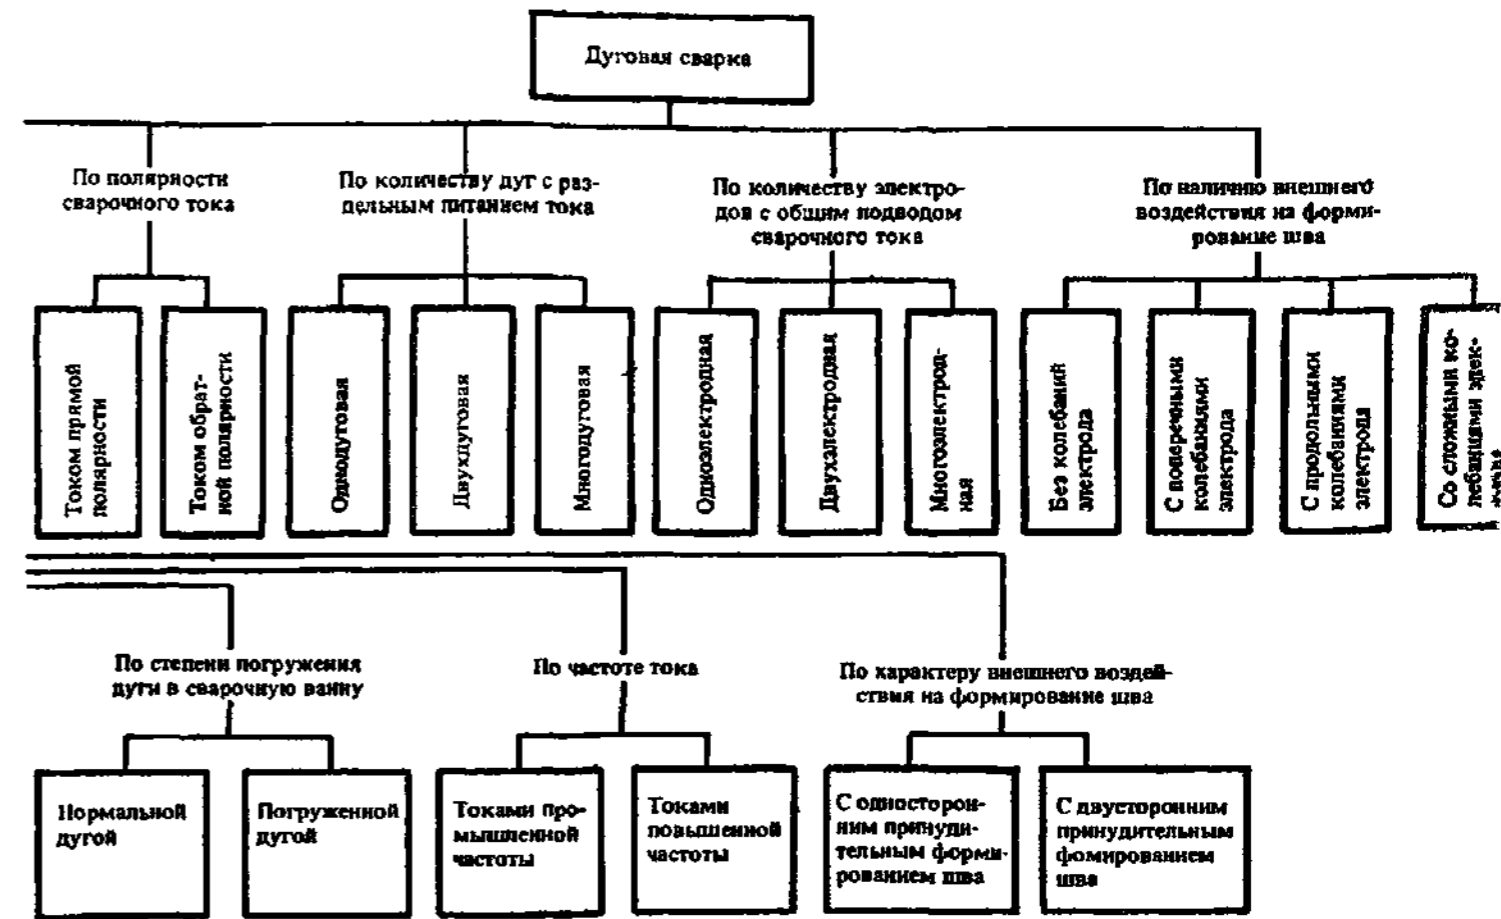 Дуговая сварка
По полярности
сварочного тока
По количеству дуг с раз-
дельным питанием тока
По количеству электро-
дов с общим подводом
сварочного тока
По наличию внешнего
воздействия на форми-
рование шва
Током прямой
полярности
Током обрат-
ной полярности
Однодуговая
Двухдуговая
Многодуговая
Одноэлектродная
Двухэлектродная
Многоэлектрод-
ная
Без колебаний
электрода
С поперечными
колебаниями
электрода
С продольными
колебаниями
электрода
Со сложными ко-
лебаниями элек-
По степени погружения
дуги в сварочную ванну
По частоте тока
По характеру внешнего воздей-
ствия на формирование шва
Нормальной
дугой
Погруженной
дугой
Токами про-
мышленной
частоты
Токами
повышенной
частоты
С односторон-
ним принуди-
тельным форми-
рованием шва
С двусторонним
принудительным
фомированием
шва